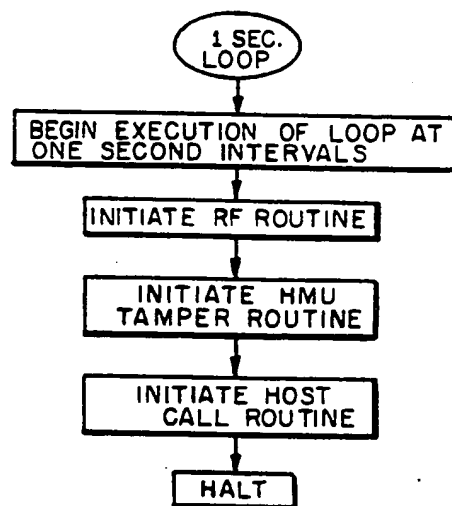 1 SEC.
LOOP
BEGIN EXECUTION OF LOOP AT
ONE SECOND INTERVALS
INITIATE RF ROUTINE
INITIATE HMU
TAMPER ROUTINE
INITIATE HOST
CALL ROUTINE
HALT